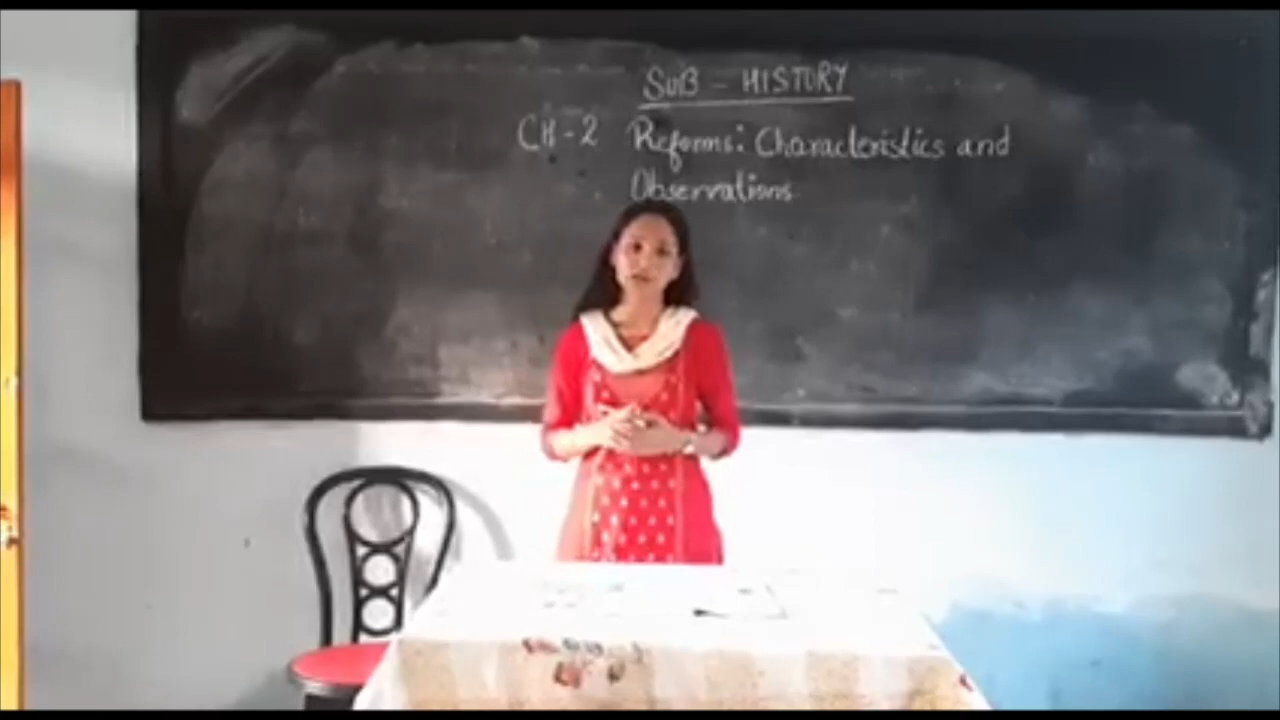 SUB - HISTORY
CH-2 Reforms: Characteristics and
Observations